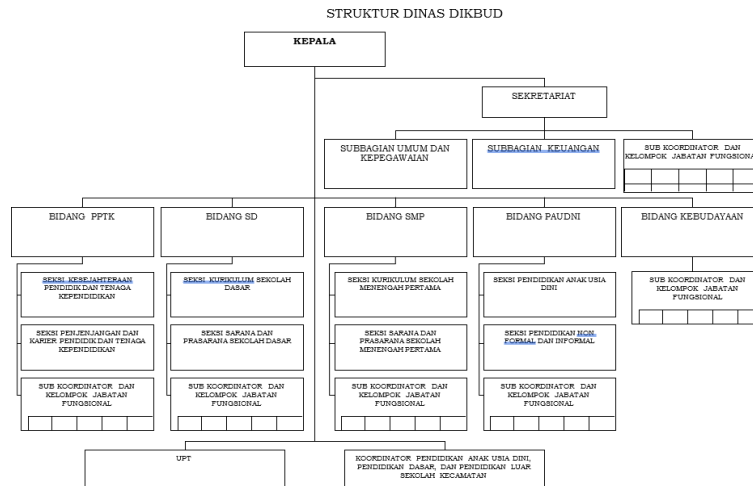 STRUKTUR DINAS DIKBUD
KEPALA
SEKRETARIAT
SUBBAGIAN UMUM DAN
KEPEGAWAIAN
SUBBAGIAN KEUANGAN
SUB KOORDINATOR DAN
KELOMPOK JABATAN FUNGSIONAL
BIDANG PPTK
BIDANG SD
BIDANG SMP
BIDANG PAUDNI
BIDANG KEBUDAYAAN
SEKSI KESEJAHTERAAN
PENDIDIK DAN TENAGA
KEPENDIDIKAN
SEKSI KURIKULUM SEKOLAH
DASAR
SEKSI KURIKULUM SEKOLAH
MENENGAH PERTAMA
SEKSI PENDIDIKAN ANAK USIA
DINI
SUB KOORDINATOR DAN
KELOMPOK JABATAN
FUNGSIONAL
SEKSI PENJENJANGAN DAN
KARIER PENDIDIK DAN TENAGA
KEPENDIDIKAN
SEKSI SARANA DAN
PRASARANA SEKOLAH DASAR
SEKSI SARANA DAN
PRASARANA SEKOLAH
MENENGAH PERTAMA
SEKSI PENDIDIKAN NON
FORMAL DAN INFORMAL
SUB KOORDINATOR DAN
KELOMPOK JABATAN
FUNGSIONAL
SUB KOORDINATOR DAN
KELOMPOK JABATAN
FUNGSIONAL
SUB KOORDINATOR DAN
KELOMPOK JABATAN
FUNGSIONAL
SUB KOORDINATOR DAN
KELOMPOK JABATAN
FUNGSIONAL
UPT
KOORDINATOR PENDIDIKAN ANAK USIA DINI,
PENDIDIKAN DASAR, DAN PENDIDIKAN LUAR
SEKOLAH KECAMATAN